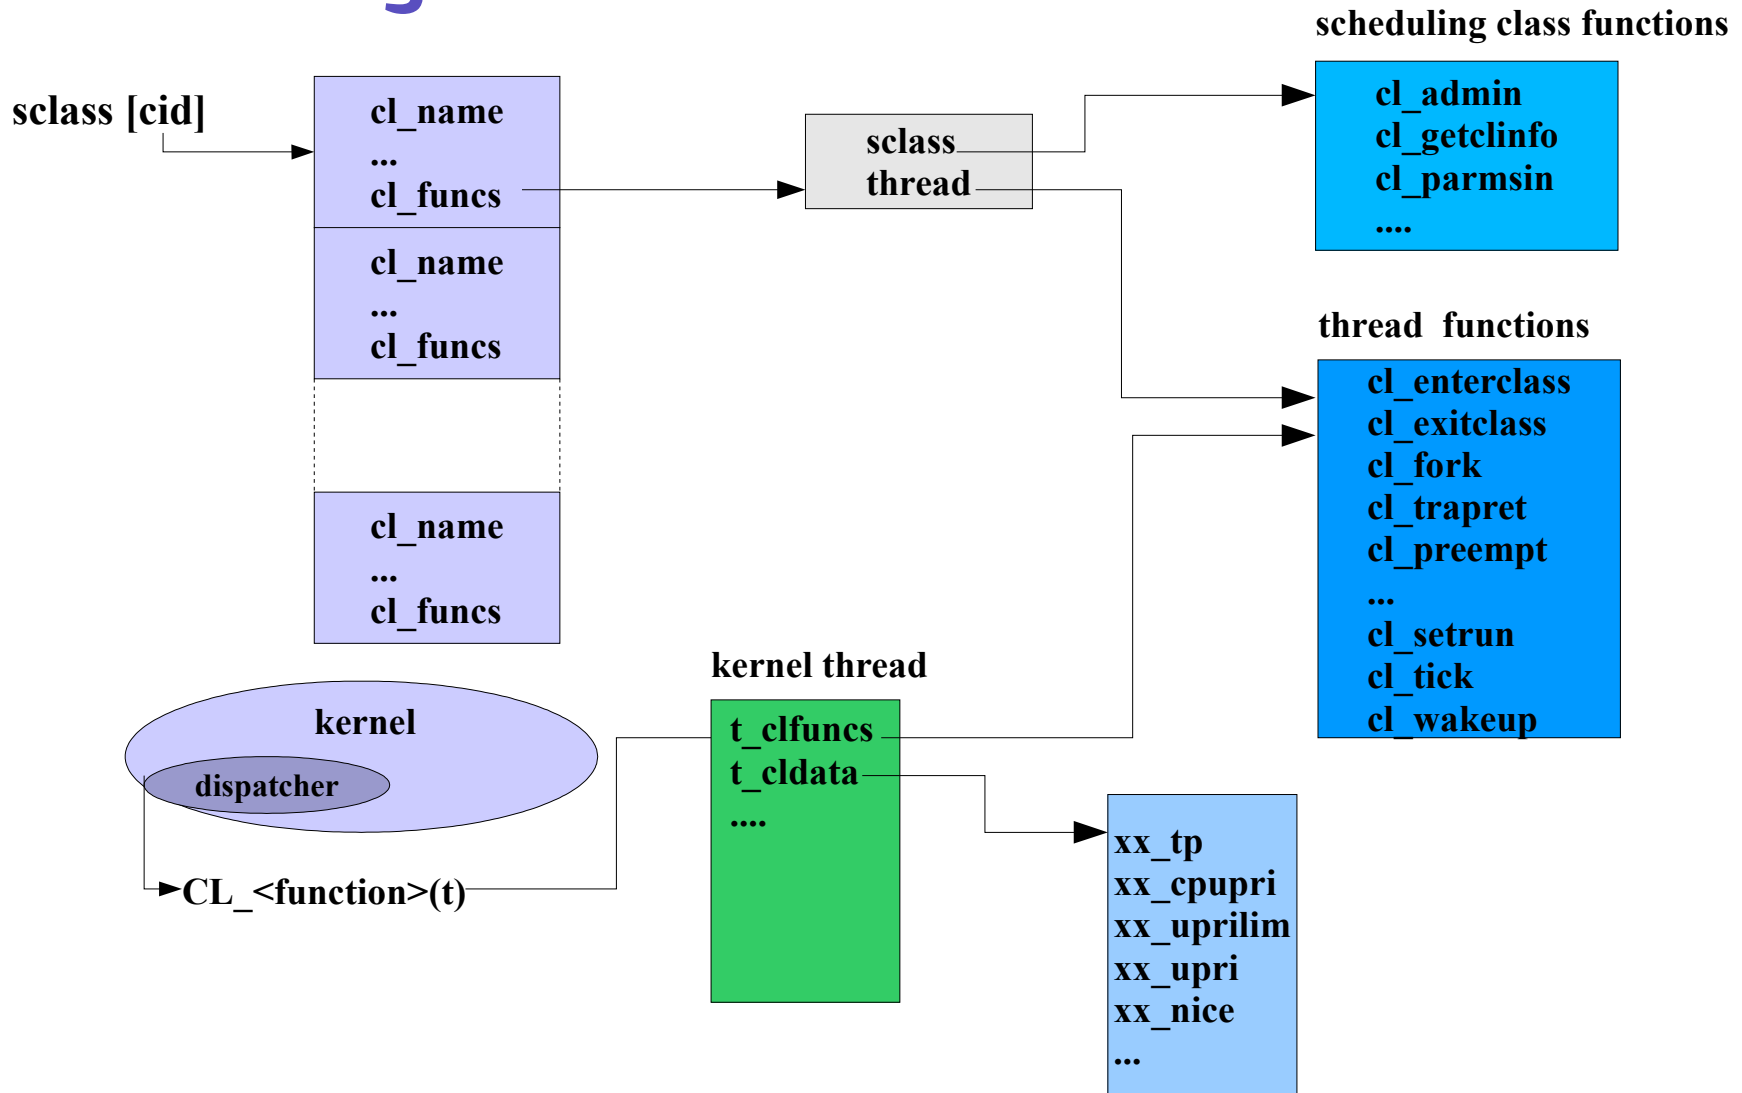 scheduling class functions
sclass [cid]
cl_name
...
cl_funcs
cl_name
...
cl_funcs
cl_name
...
cl_funcs
sclass
thread
cl_admin
cl_getclinfo
cl_parmsin
....
thread functions
cl_enterclass
cl_exitclass
cl_fork
cl_trapret
cl_preempt
...
cl_setrun
cl_tick
cl_wakeup
kernel
dispatcher
CL_<function>(t)
kernel thread
t_clfuncs
t_cldata
....
xx_tp
xx_cpupri
xx_uprilim
xx_upri
xx_nice
...